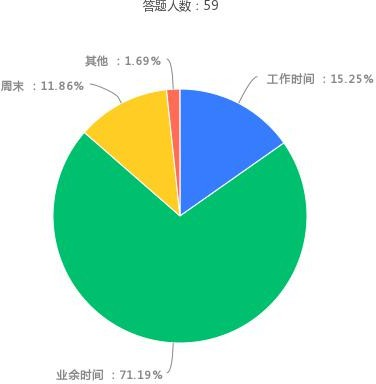 答题人数：59
其他 ：1.69%
工作时间 ：15.25%
周末 ：11.86%
业余时间 ：71.19%